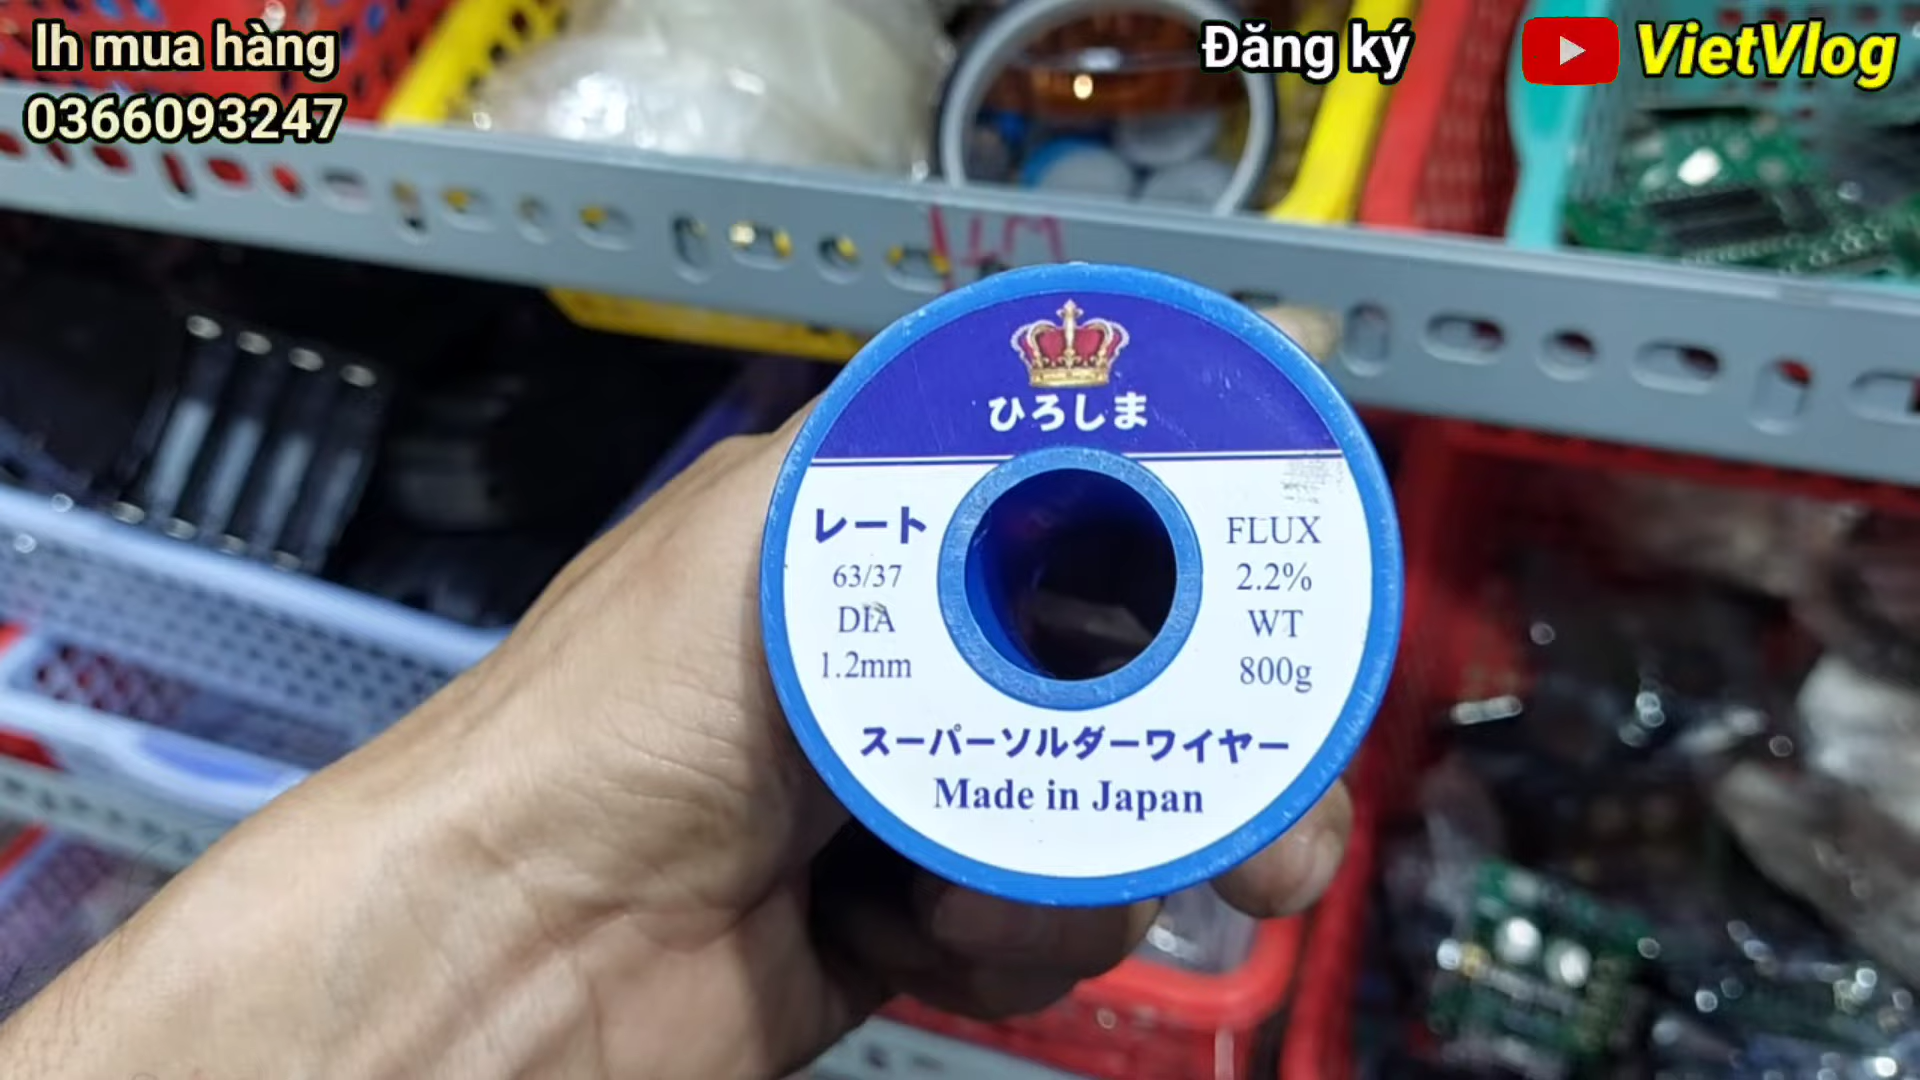 lh mua hàng
0366093247
Đăng ký
VietVlog
ひろしま
レート
63/37
DIA
1.2mm
FLUX
2.2%
WT
800g
スーパーソルダーワイヤー
Made in Japan